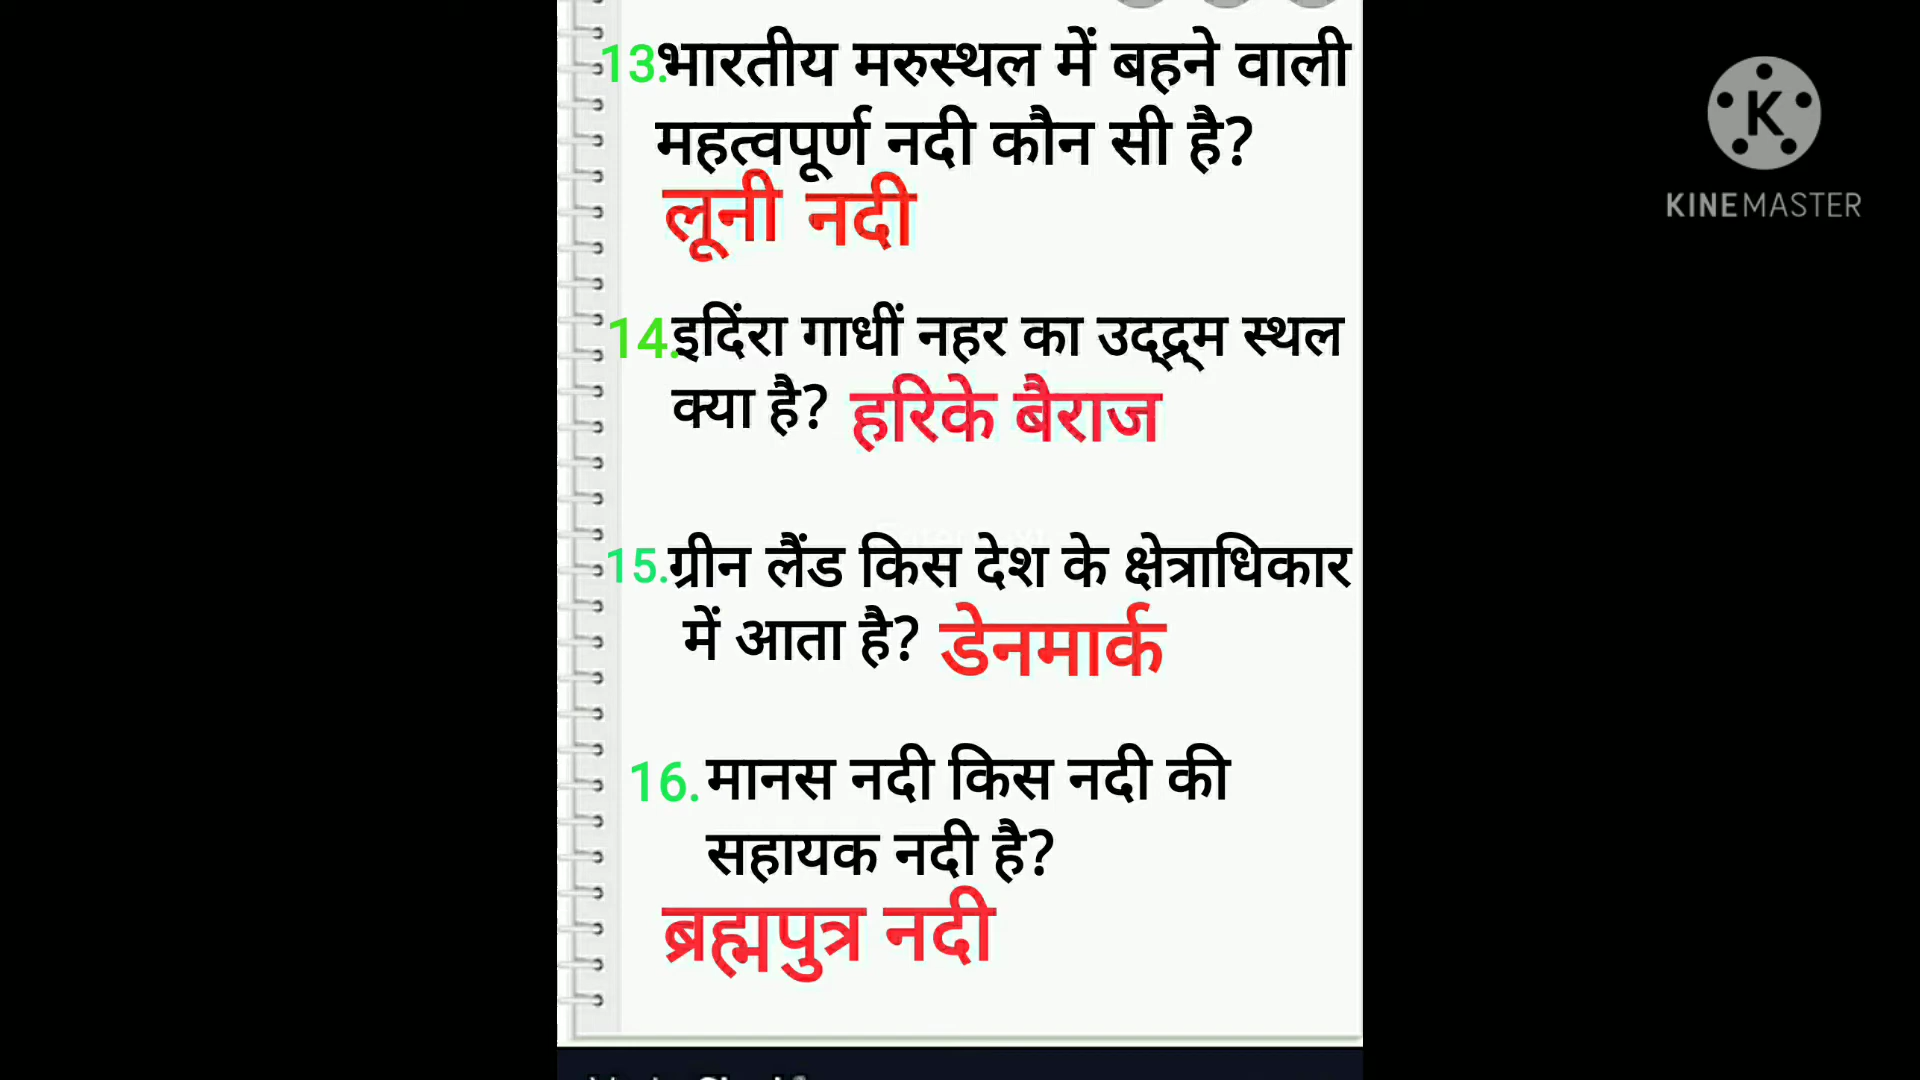 13.भारतीय मरुस्थल में बहने वाली
महत्वपूर्ण नदी कौन सी है?
लूनी नदी
14.इदिंरा गाधीं नहर का उद्द्र्म स्थल
क्या है? हरिके बैराज
15.ग्रीन लैंड किस देश के क्षेत्राधिकार
में आता है? डेनमार्क
16.मानस नदी किस नदी की
सहायक नदी है?
ब्रह्मपुत्र नदी
K
KINEMASTER